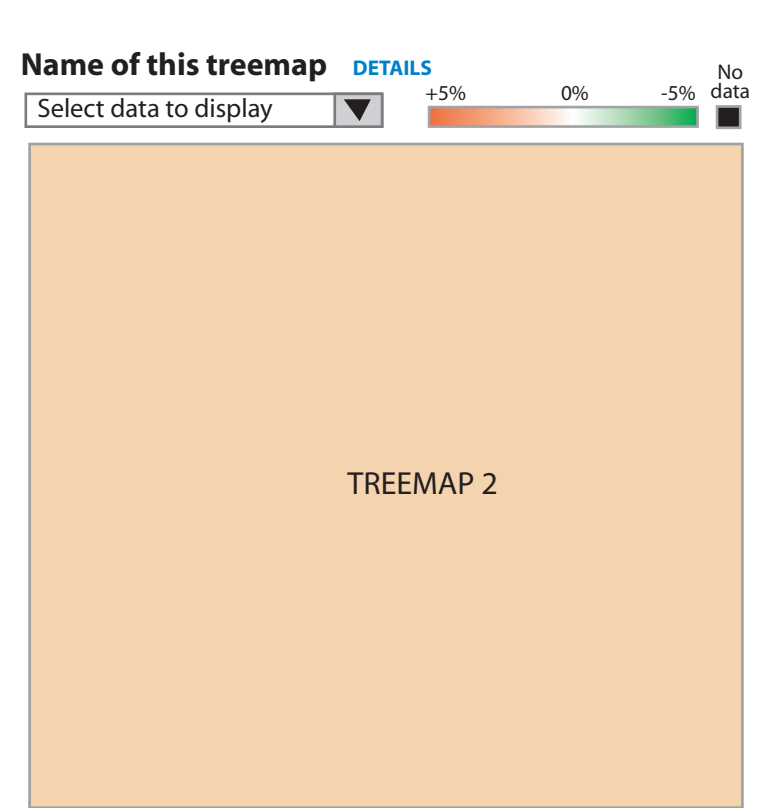 Name of this treemap DETAILS
Select data to display
+5% 0% -5%
No
data
TREEMAP 2